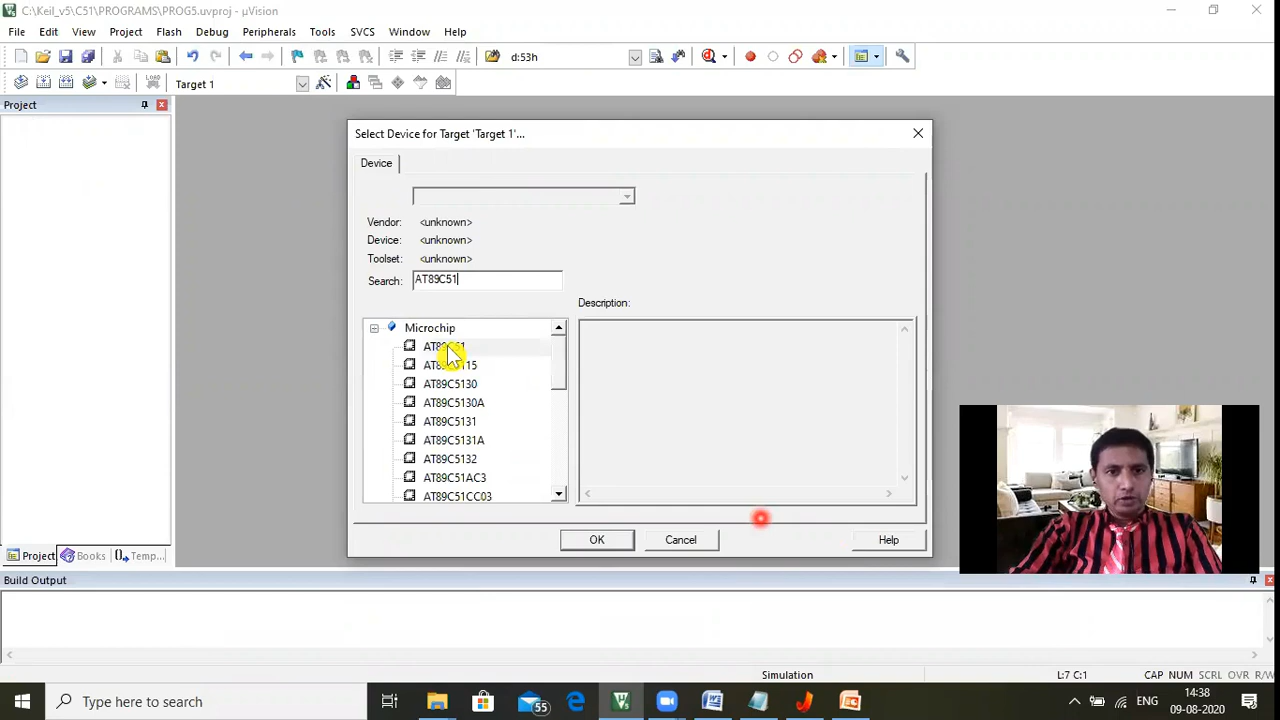 C:\Keil_v5\C51\PROGRAMS\PROG5.uvproj - µVision
File Edit View Project Flash Debug Peripherals Tools SVCS Window Help
d:53h
LOAD Target 1
Project
Select Device for Target 'Target 1'...
Device
Vendor: <unknown>
Device: <unknown>
Toolset: <unknown>
Search: AT89C51
Description:
Microchip
AT89C51
AT89C5115
AT89C5130
AT89C5130A
AT89C5131
AT89C5131A
AT89C5132
AT89C51AC3
AT89C51CC03
OK Cancel Help
Project Books {}Temp...
Build Output
Simulation L:7 C:1 CAP NUM SCRL OVR R/W
Type here to search
55
ENG
14:38
09-08-2020